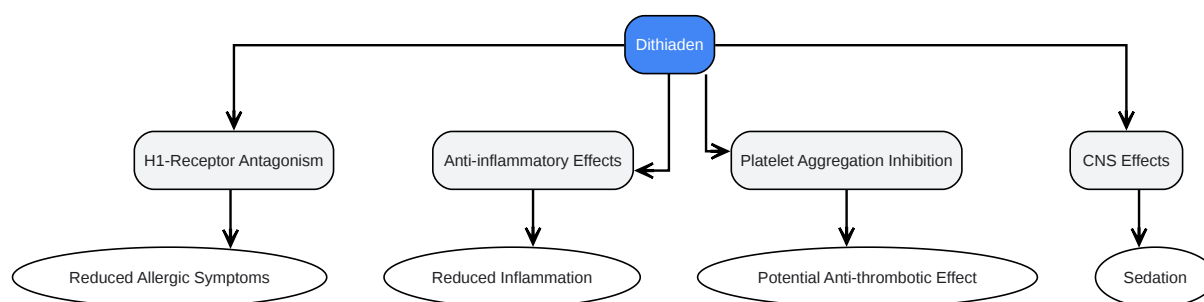 Dithiaden
H1-Receptor Antagonism
Anti-inflammatory Effects
Platelet Aggregation Inhibition
CNS Effects
Reduced Allergic Symptoms
Reduced Inflammation
Potential Anti-thrombotic Effect
Sedation